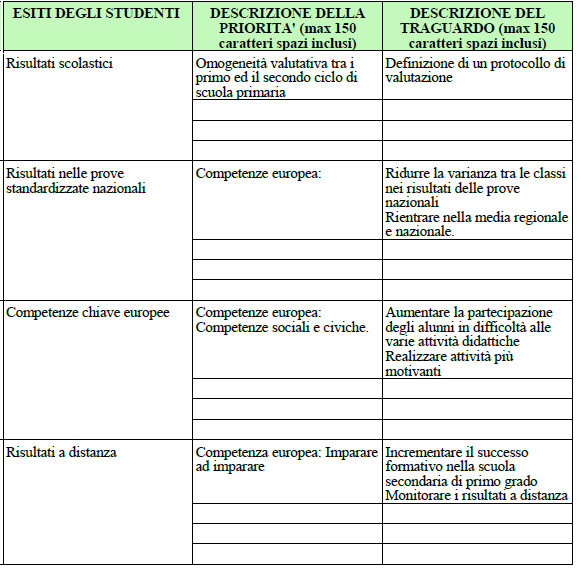 ESITI DEGLI STUDENTI
DESCRIZIONE DELLA
PRIORITA' (max 150
caratteri spazi inclusi)
DESCRIZIONE DEL
TRAGUARDO (max 150
caratteri spazi inclusi)
Risultati scolastici
Omogeneità valutativa tra i
primo ed il secondo ciclo di
scuola primaria
Definizione di un protocollo di
valutazione
Risultati nelle prove
standardizzate nazionali
Competenze europea:
Ridurre la varianza tra le classi
nei risultati delle prove
nazionali
Rientrare nella media regionale
e nazionale.
Competenze chiave europee
Competenze europea:
Competenze sociali e civiche.
Aumentare la partecipazione
degli alunni in difficoltà alle
varie attività didattiche
Realizzare attività più
motivanti
Risultati a distanza
Competenza europea: Imparare
ad imparare
Incrementare il successo
formativo nella scuola
secondaria di primo grado
Monitorare i risultati a distanza